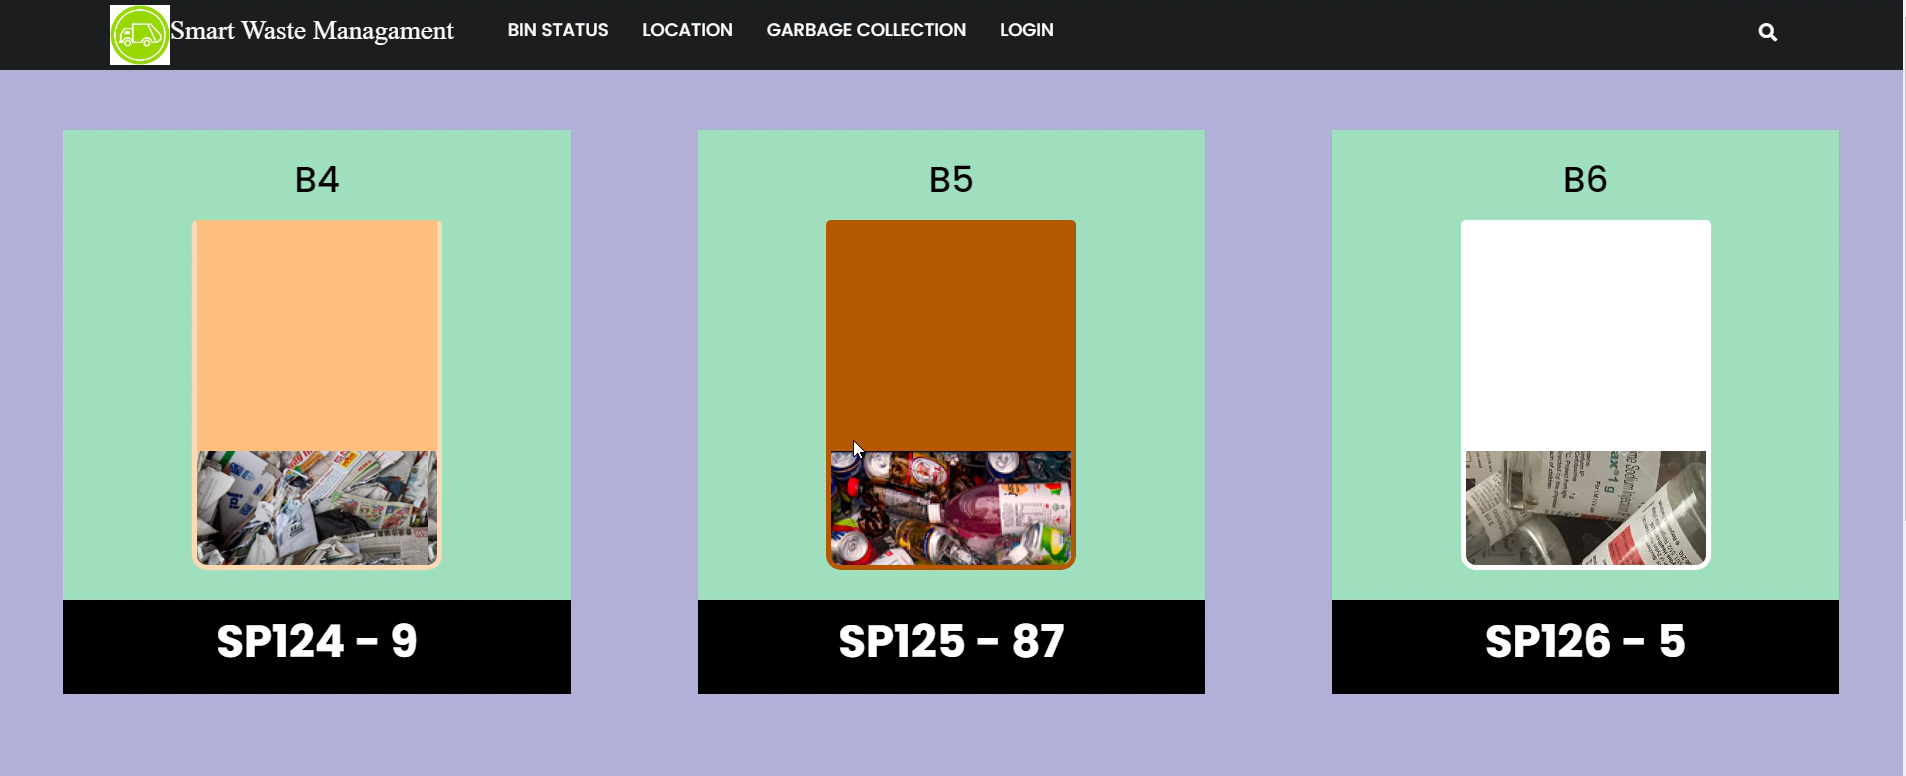 Smart Waste Managament
BIN STATUS LOCATION GARBAGE COLLECTION LOGIN
B4
B5
B6
SP124 - 9
SP125 - 87
SP126 - 5